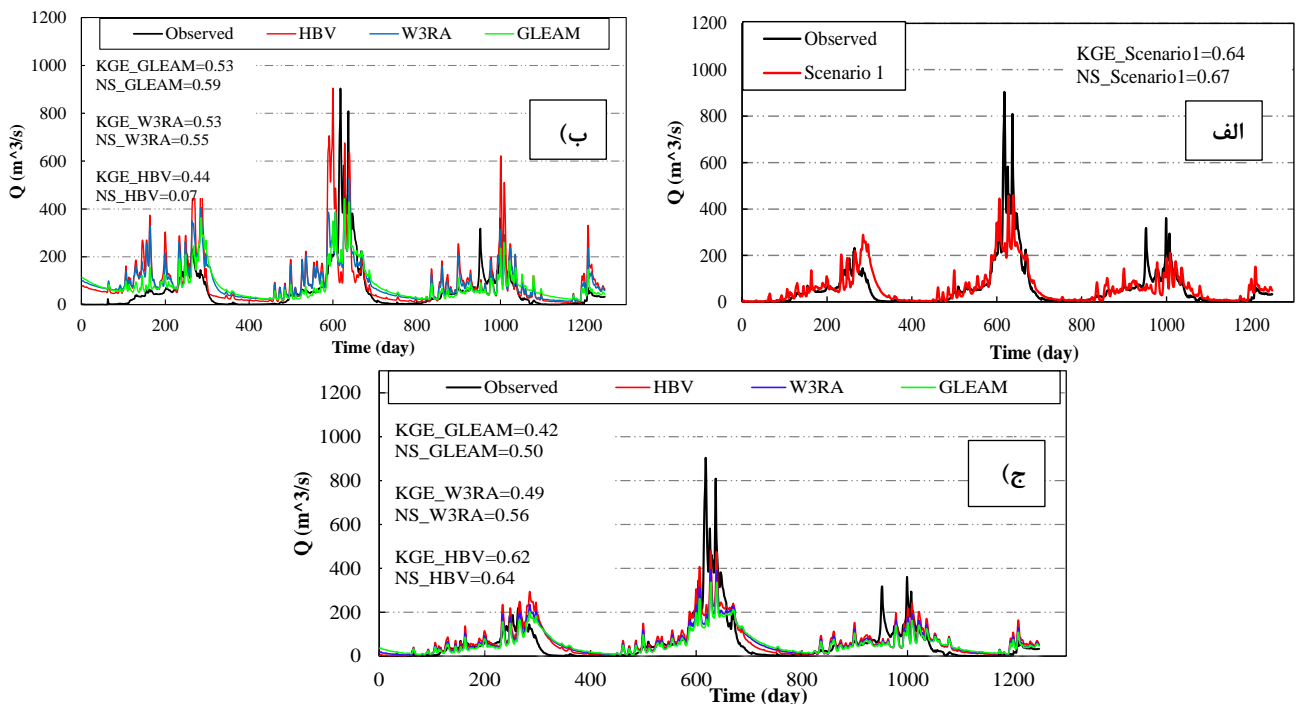 1200
1000
800
600
400
200
0
Q (m^3/s)
Observed HBV W3RA GLEAM
KGE_GLEAM=0.53
NS_GLEAM=0.59
KGE_W3RA=0.53
NS_W3RA=0.55
KGE_HBV=0.44
NS_HBV=0.07
ب)
0 200 400 600 800 1000 1200
Time (day)
1200
1000
800
600
400
200
0
Q (m^3/s)
Observed
Scenario 1
KGE_Scenario1=0.64
NS_Scenario1=0.67
الف
0 200 400 600 800 1000 1200
Time (day)
1200
1000
800
600
400
200
0
Q (m^3/s)
Observed HBV W3RA GLEAM
KGE_GLEAM=0.42
NS_GLEAM=0.50
KGE_W3RA=0.49
NS_W3RA=0.56
KGE_HBV=0.62
NS_HBV=0.64
ج)
0 200 400 600 800 1000 1200
Time (day)